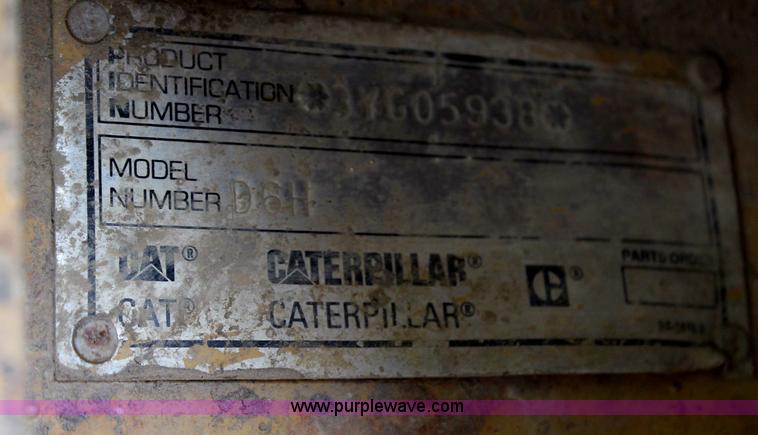 PRODUCT
IDENTIFICATION
NUMBER *3YG05938*
MODEL
NUMBER D6H
CAT® CATERPILLAR® ®
CAT® CATERPILLAR®
PARTS ORDER
www.purplewave.com